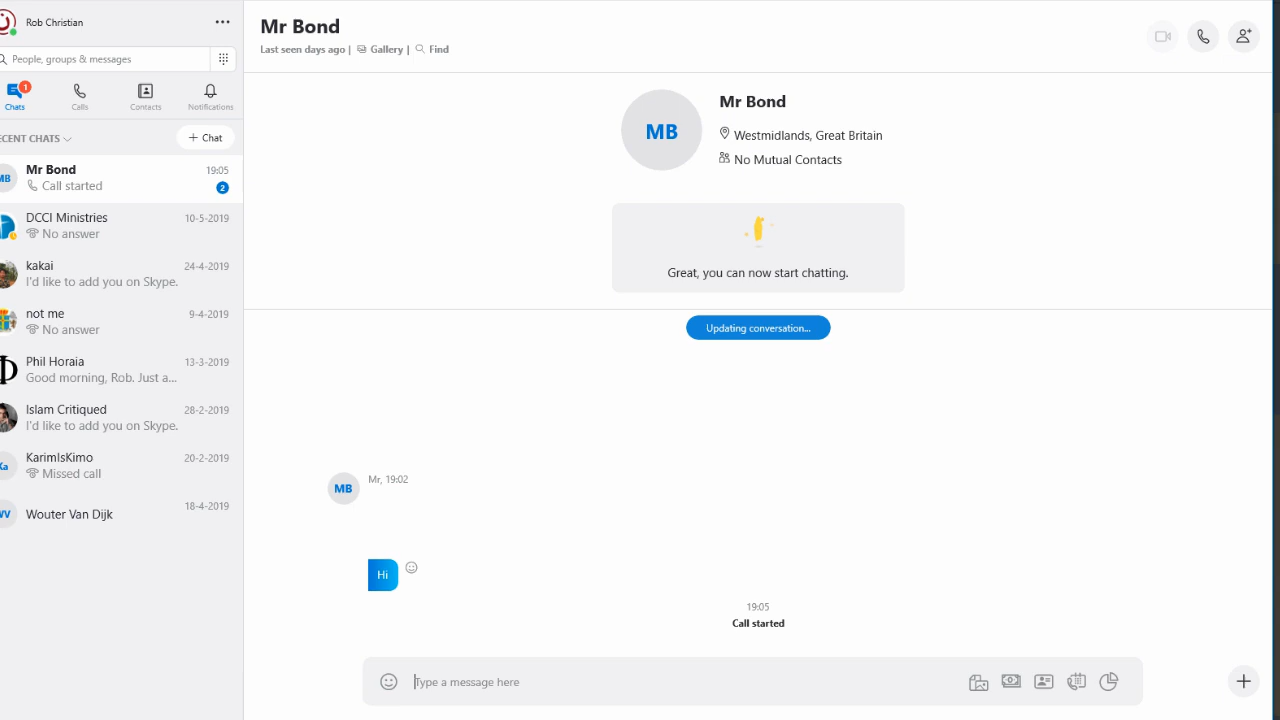 Rob Christian
People, groups & messages
Chats
1
Calls
Contacts
Notifications
ECENT CHATS
+ Chat
MB
Mr Bond
19:05
Call started
2
DCCI Ministries
10-5-2019
No answer
kakai
24-4-2019
I'd like to add you on Skype.
not me
9-4-2019
No answer
Phil Horaia
13-3-2019
Good morning, Rob. Just a...
Islam Critiqued
28-2-2019
I'd like to add you on Skype.
Ka
KarimIsKimo
20-2-2019
Missed call
WV
Wouter Van Dijk
18-4-2019
Mr Bond
Last seen days ago | Gallery | Find
MB
Mr Bond
Westmidlands, Great Britain
No Mutual Contacts
Great, you can now start chatting.
Updating conversation...
MB
Mr, 19:02
Hi
19:05
Call started
Type a message here